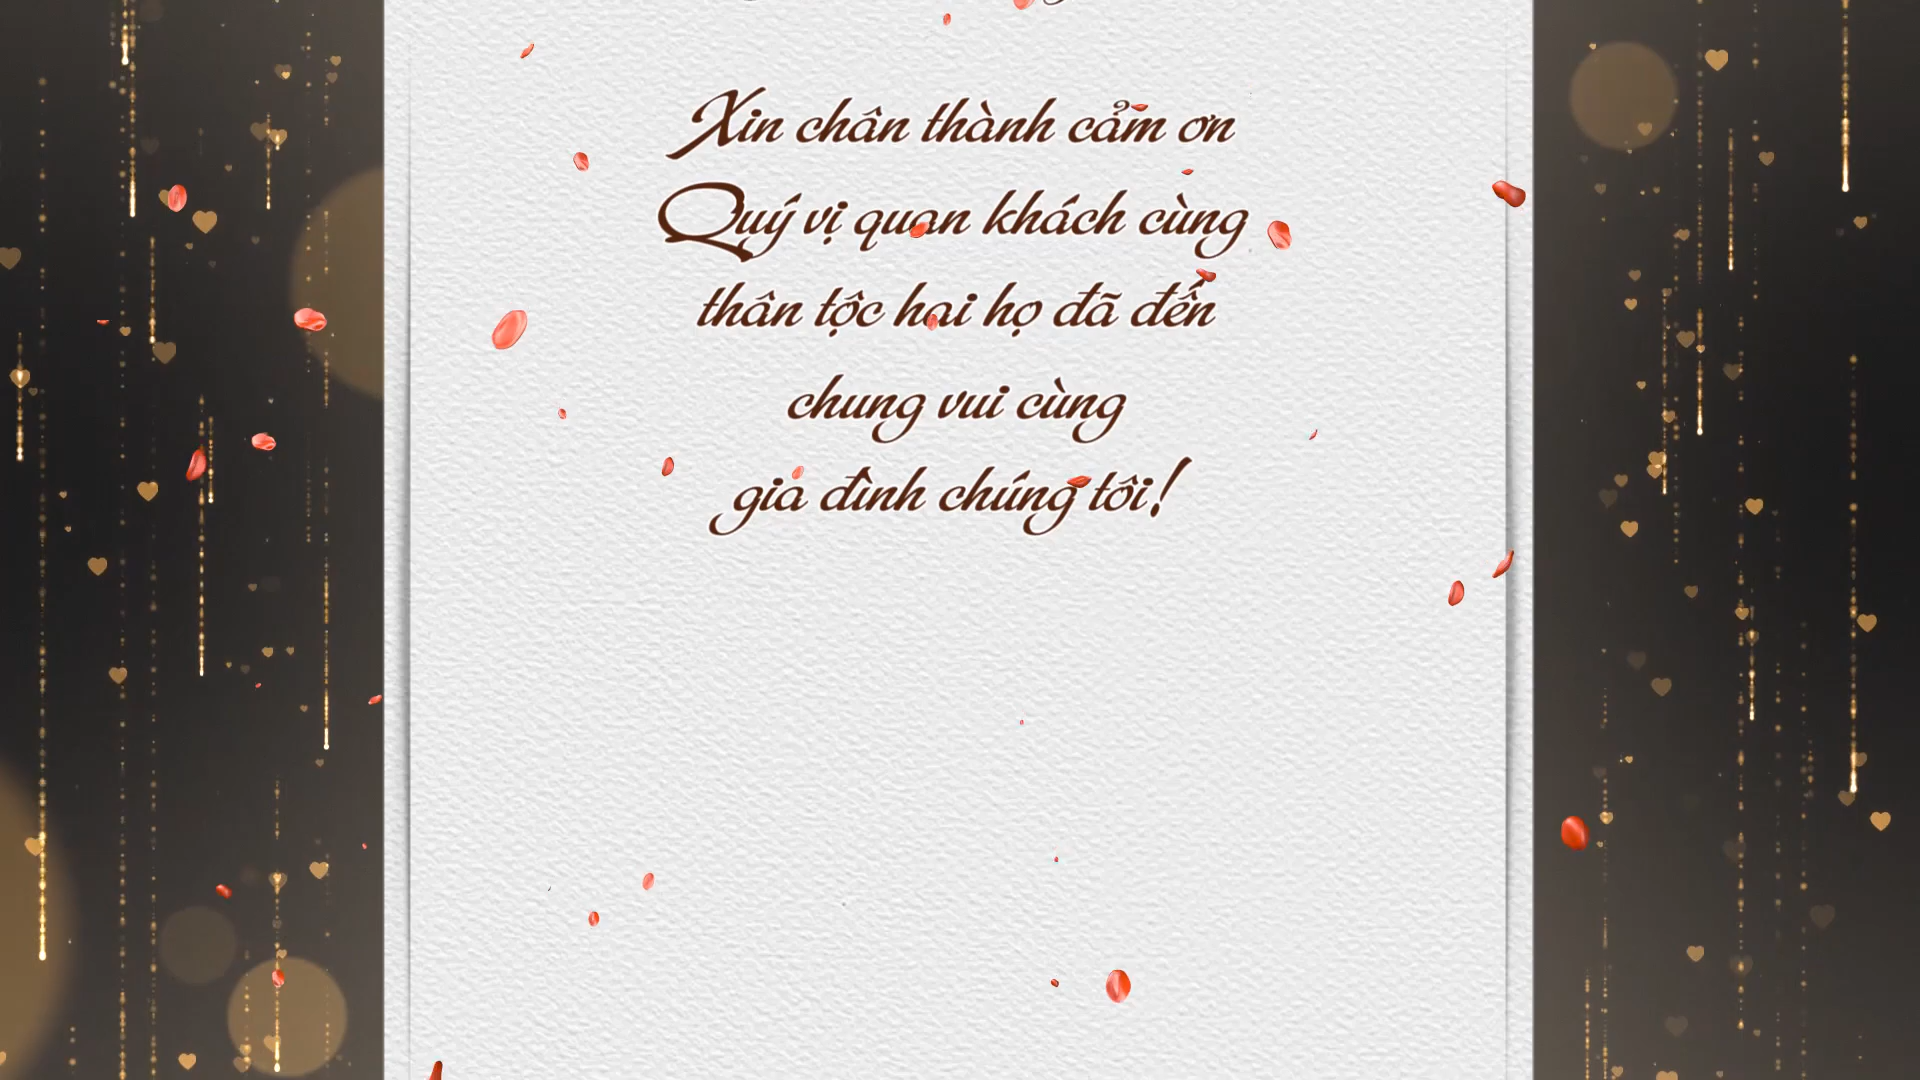 Xin chân thành cảm ơn
Quý vị quan khách cùng
thân tộc hai họ đã đến
chung vui cùng
gia đình chúng tôi!